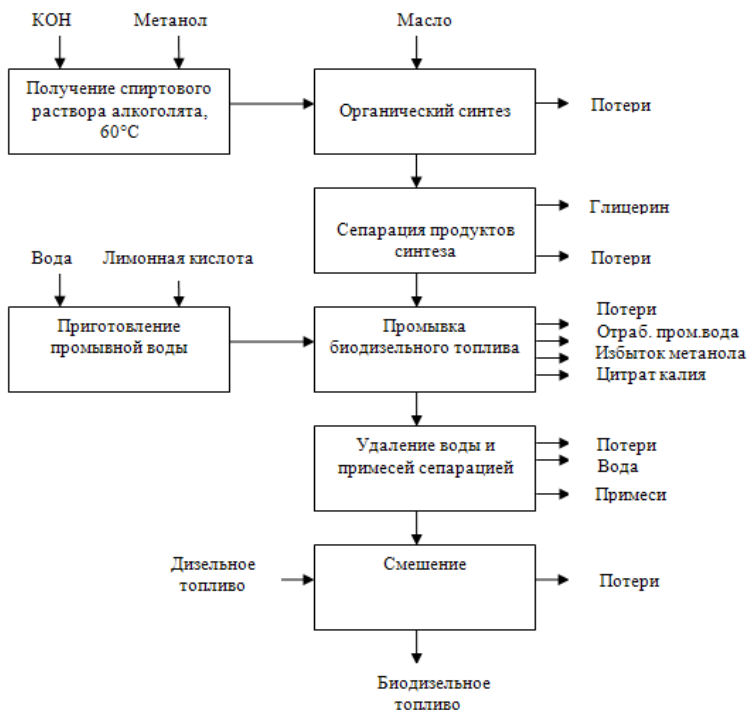 КОН
Метанол
Масло
Получение спиртового
раствора алкоголята,
60°С
Органический синтез
Потери
Сепарация продуктов
синтеза
Глицерин
Потери
Вода
Лимонная кислота
Приготовление
промывной воды
Промывка
биодизельного топлива
Потери
Отраб. пром.вода
Избыток метанола
Цитрат калия
Удаление воды и
примесей сепарацией
Потери
Вода
Примеси
Дизельное
топливо
Смешение
Потери
Биодизельное
топливо